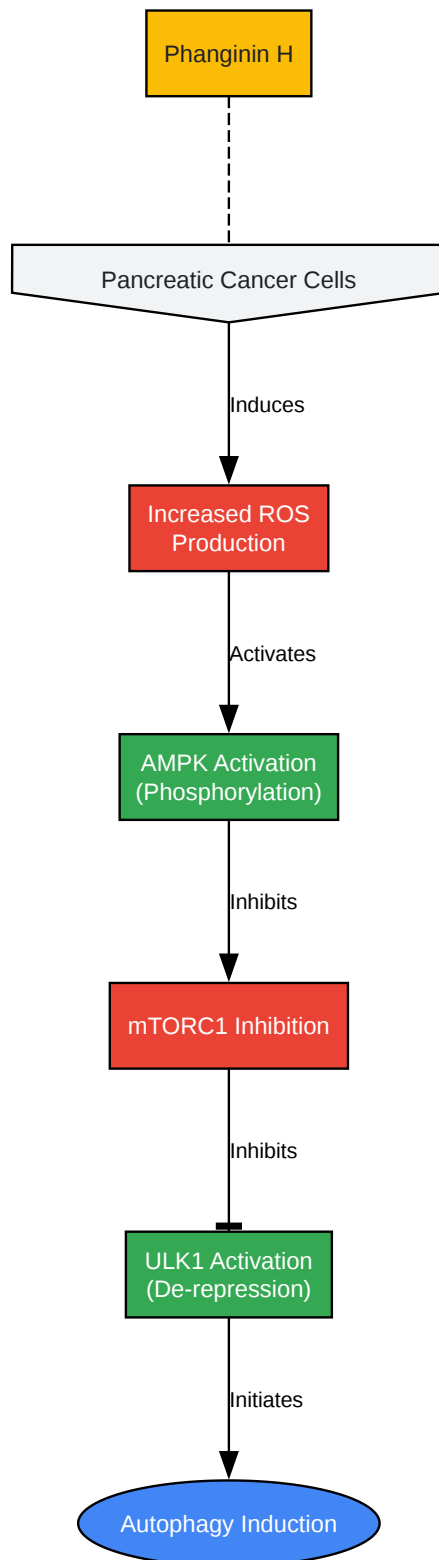 Phanginin H
Pancreatic Cancer Cells
Induces
Increased ROS
Production
Activates
AMPK Activation
(Phosphorylation)
Inhibits
mTORC1 Inhibition
Inhibits
ULK1 Activation
(De-repression)
Initiates
Autophagy Induction